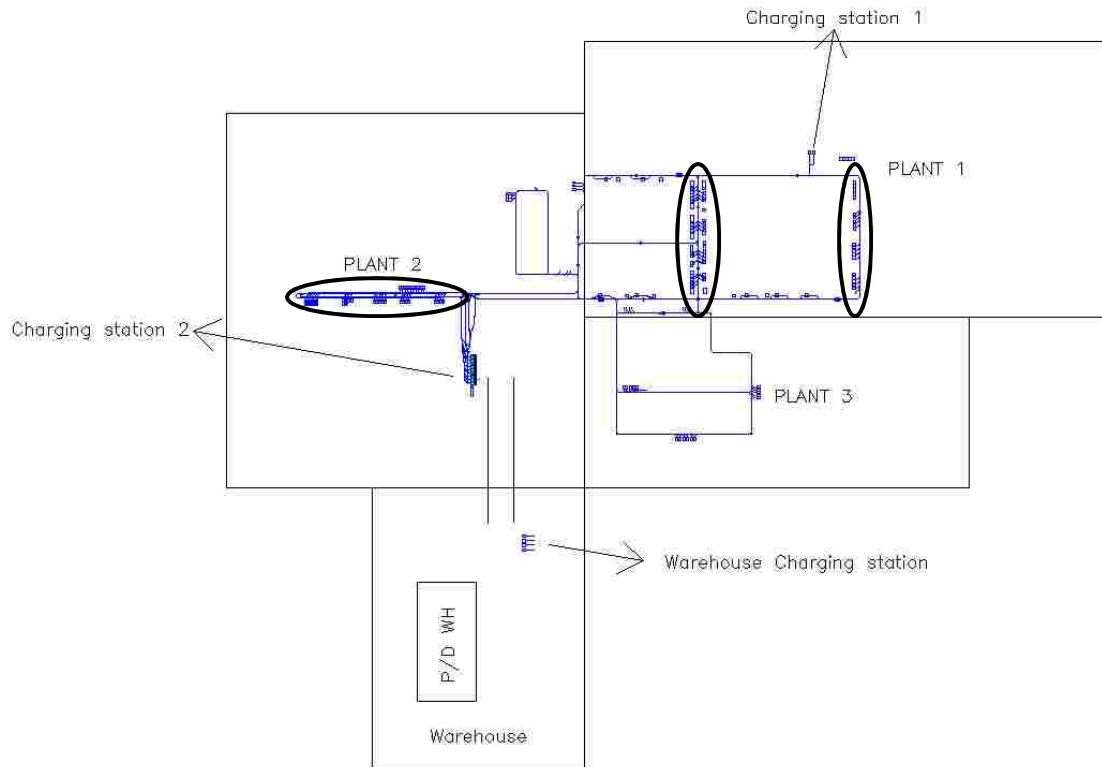 Charging station 1
PLANT 1
PLANT 2
Charging station 2
PLANT 3
Warehouse Charging station
P/D WH
Warehouse